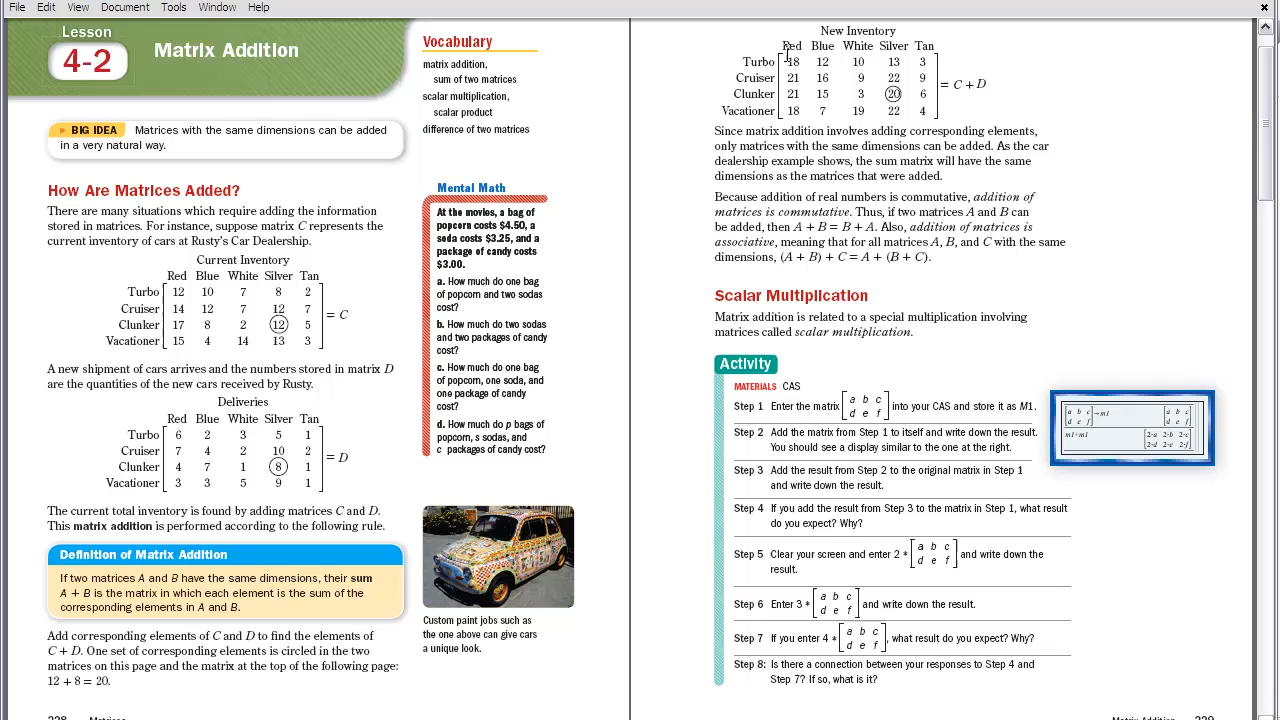 File Edit View Document Tools Window Help
Lesson
4-2
Matrix Addition
BIG IDEA Matrices with the same dimensions can be added
in a very natural way.
How Are Matrices Added?
There are many situations which require adding the information
stored in matrices. For instance, suppose matrix C represents the
current inventory of cars at Rusty's Car Dealership.
Current Inventory
Red Blue White Silver Tan
Turbo 12 10 7 8 2
Cruiser 14 12 7 12 7
Clunker 17 8 2 12 5
Vacationer 15 4 14 13 3
= C
A new shipment of cars arrives and the numbers stored in matrix D
are the quantities of the new cars received by Rusty.
Deliveries
Red Blue White Silver Tan
Turbo 6 2 3 5 1
Cruiser 7 4 2 10 2
Clunker 4 7 1 8 1
Vacationer 3 3 5 9 1
= D
The current total inventory is found by adding matrices C and D.
This matrix addition is performed according to the following rule.
Definition of Matrix Addition
If two matrices A and B have the same dimensions, their sum
A + B is the matrix in which each element is the sum of the
corresponding elements in A and B.
Add corresponding elements of C and D to find the elements of
C + D. One set of corresponding elements is circled in the two
matrices on this page and the matrix at the top of the following page:
12 + 8 = 20.
228 Matrices
Vocabulary
matrix addition,
sum of two matrices
scalar multiplication,
scalar product
difference of two matrices
Mental Math
At the movies, a bag of
popcorn costs $4.50, a
soda costs $3.25, and a
package of candy costs
$3.00.
a. How much do one bag
of popcorn and two sodas
cost?
b. How much do two sodas
and two packages of candy
cost?
c. How much do one bag
of popcorn, one soda, and
one package of candy
cost?
d. How much do p bags of
popcorn, s sodas, and
c packages of candy cost?
Custom paint jobs such as
the one above can give cars
a unique look.
New Inventory
Red Blue White Silver Tan
Turbo 18 12 10 13 3
Cruiser 21 16 9 22 9
Clunker 21 15 3 20 6
Vacationer 18 7 19 22 4
= C + D
Since matrix addition involves adding corresponding elements,
only matrices with the same dimensions can be added. As the car
dealership example shows, the sum matrix will have the same
dimensions as the matrices that were added.
Because addition of real numbers is commutative, addition of
matrices is commutative. Thus, if two matrices A and B can
be added, then A + B = B + A. Also, addition of matrices is
associative, meaning that for all matrices A, B, and C with the same
dimensions, (A + B) + C = A + (B + C).
Scalar Multiplication
Matrix addition is related to a special multiplication involving
matrices called scalar multiplication.
Activity
MATERIALS CAS
Step 1 Enter the matrix [a b c
d e f] into your CAS and store it as M1.
Step 2 Add the matrix from Step 1 to itself and write down the result.
You should see a display similar to the one at the right.
Step 3 Add the result from Step 2 to the original matrix in Step 1
and write down the result.
Step 4 If you add the result from Step 3 to the matrix in Step 1, what result
do you expect? Why?
Step 5 Clear your screen and enter 2 * [a b c
d e f] and write down the
result.
Step 6 Enter 3 * [a b c
d e f] and write down the result.
Step 7 If you enter 4 * [a b c
d e f], what result do you expect? Why?
Step 8: Is there a connection between your responses to Step 4 and
Step 7? If so, what is it?
[a b c
d e f]→m1 [a b c
d e f]
m1+m1 [2·a 2·b 2·c
2·d 2·e 2·f]
Matrix Addition 229